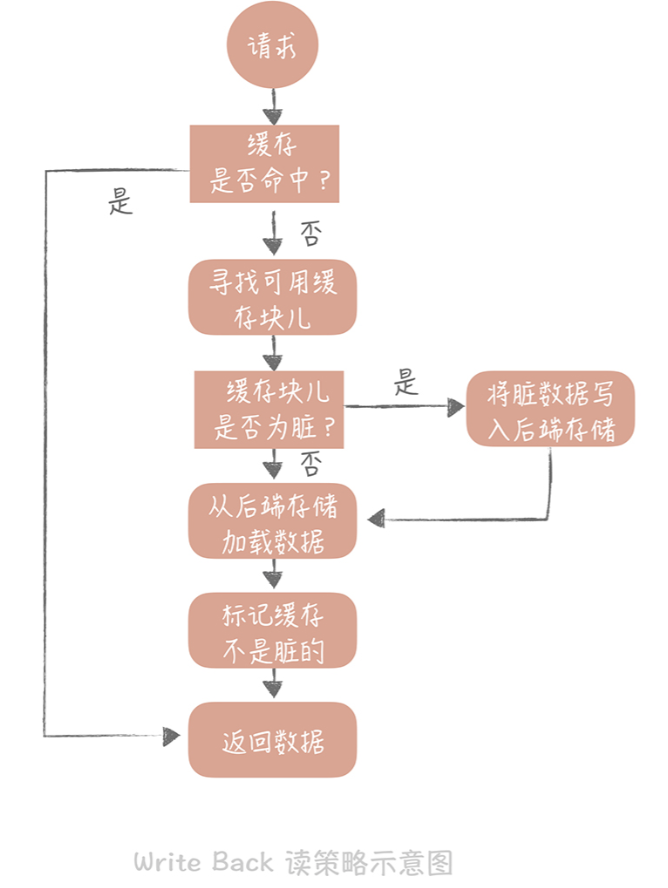 请求
缓存
是否命中？
是
否
寻找可用缓
存块儿
缓存块儿
是否为脏？
是
将脏数据写
入后端存储
否
从后端存储
加载数据
标记缓存
不是脏的
返回数据
Write Back 读策略示意图